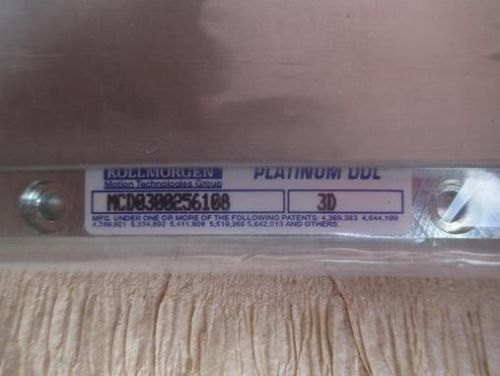 KOLLMORGEN PLATINUM DDL
Motion Technologies Group
MCD0300256108 3D
MFG. UNDER ONE OR MORE OF THE FOLLOWING PATENTS: 4,369,383 4,644,199
4,749,921 5,334,892 5,411,808 5,519,266 5,642,013 AND OTHERS.